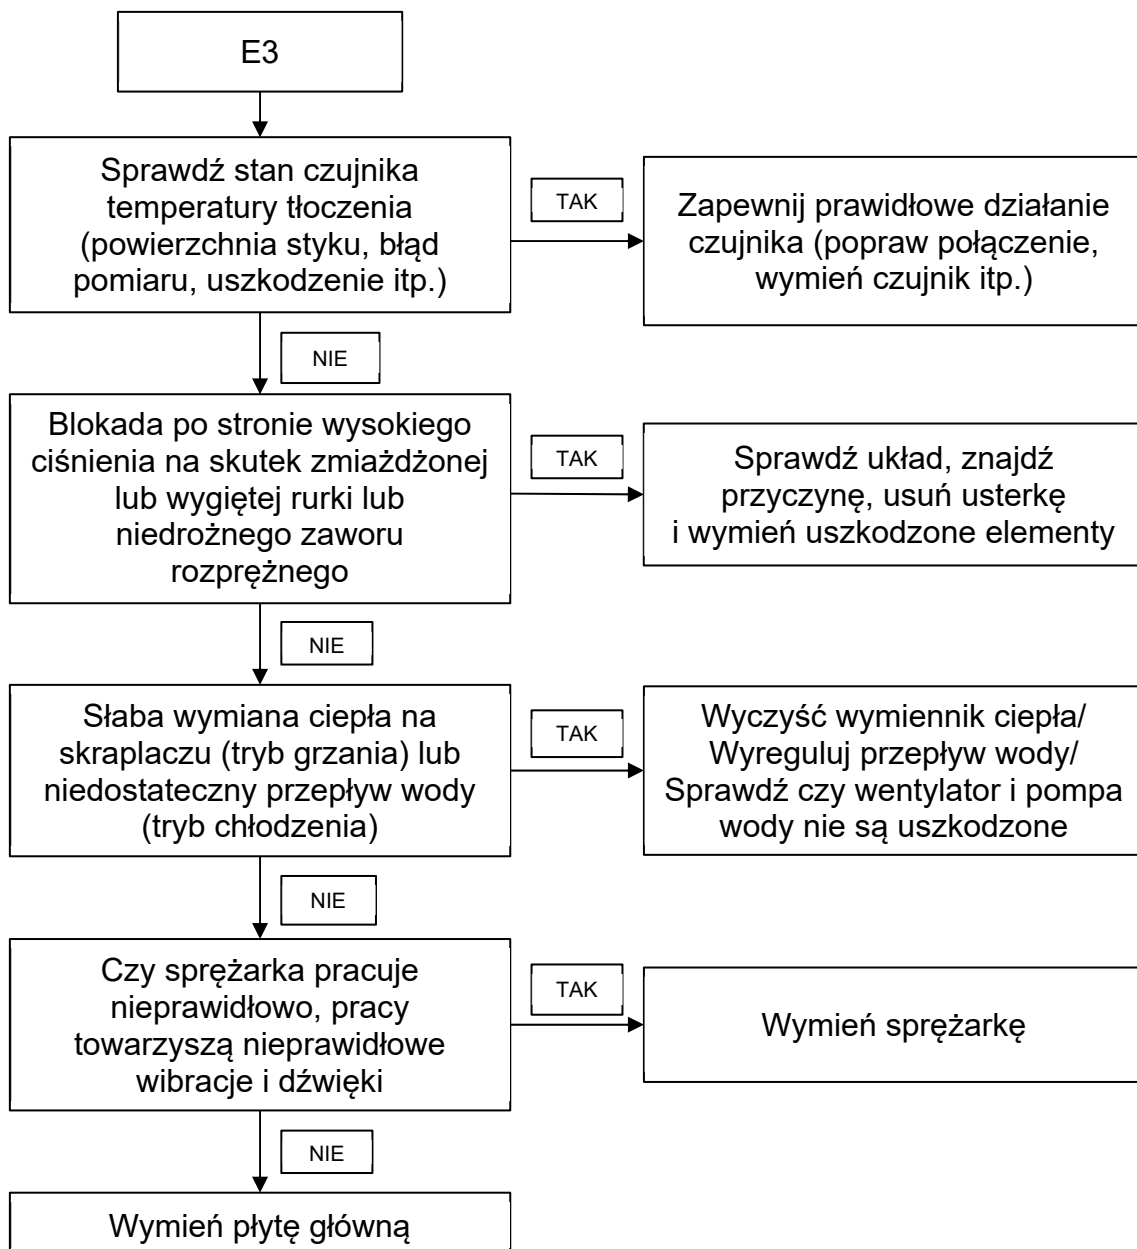 E3
Sprawdź stan czujnika
temperatury tłoczenia
(powierzchnia styku, błąd
pomiaru, uszkodzenie itp.)
TAK
Zapewnij prawidłowe działanie
czujnika (popraw połączenie,
wymień czujnik itp.)
NIE
Blokada po stronie wysokiego
ciśnienia na skutek zmiażdżonej
lub wygiętej rurki lub
niedrożnego zaworu
rozprężnego
TAK
Sprawdź układ, znajdź
przyczynę, usuń usterkę
i wymień uszkodzone elementy
NIE
Słaba wymiana ciepła na
skraplaczu (tryb grzania) lub
niedostateczny przepływ wody
(tryb chłodzenia)
TAK
Wyczyść wymiennik ciepła/
Wyreguluj przepływ wody/
Sprawdź czy wentylator i pompa
wody nie są uszkodzone
NIE
Czy sprężarka pracuje
nieprawidłowo, pracy
towarzyszą nieprawidłowe
wibracje i dźwięki
TAK
Wymień sprężarkę
NIE
Wymień płytę główną